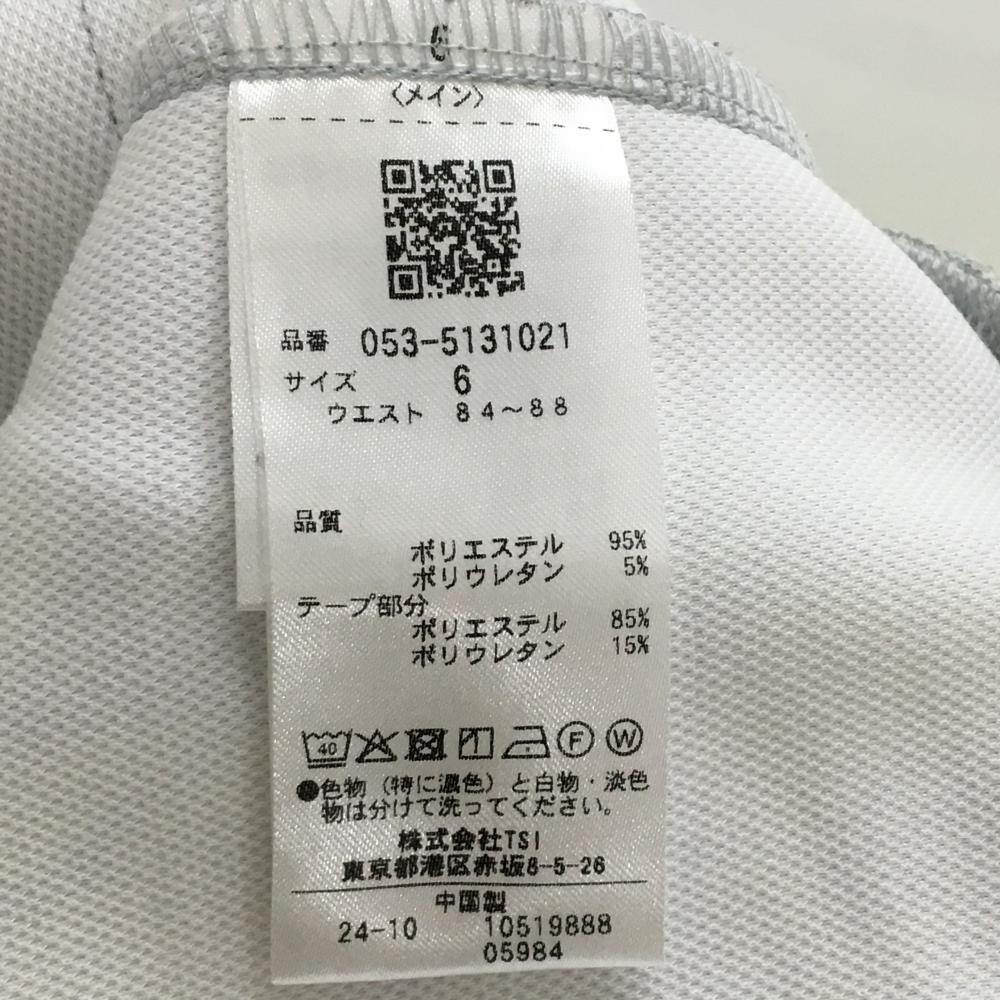 6
〈メイン〉
品番 053-5131021
サイズ 6
ウエスト 84〜88
品質
ポリエステル 95%
ポリウレタン 5%
テープ部分
ポリエステル 85%
ポリウレタン 15%
40 F W
●色物（特に濃色）と白物・淡色
物は分けて洗ってください。
株式会社TSI
東京都港区赤坂8-5-26
中国製
24-10 10519888
05984